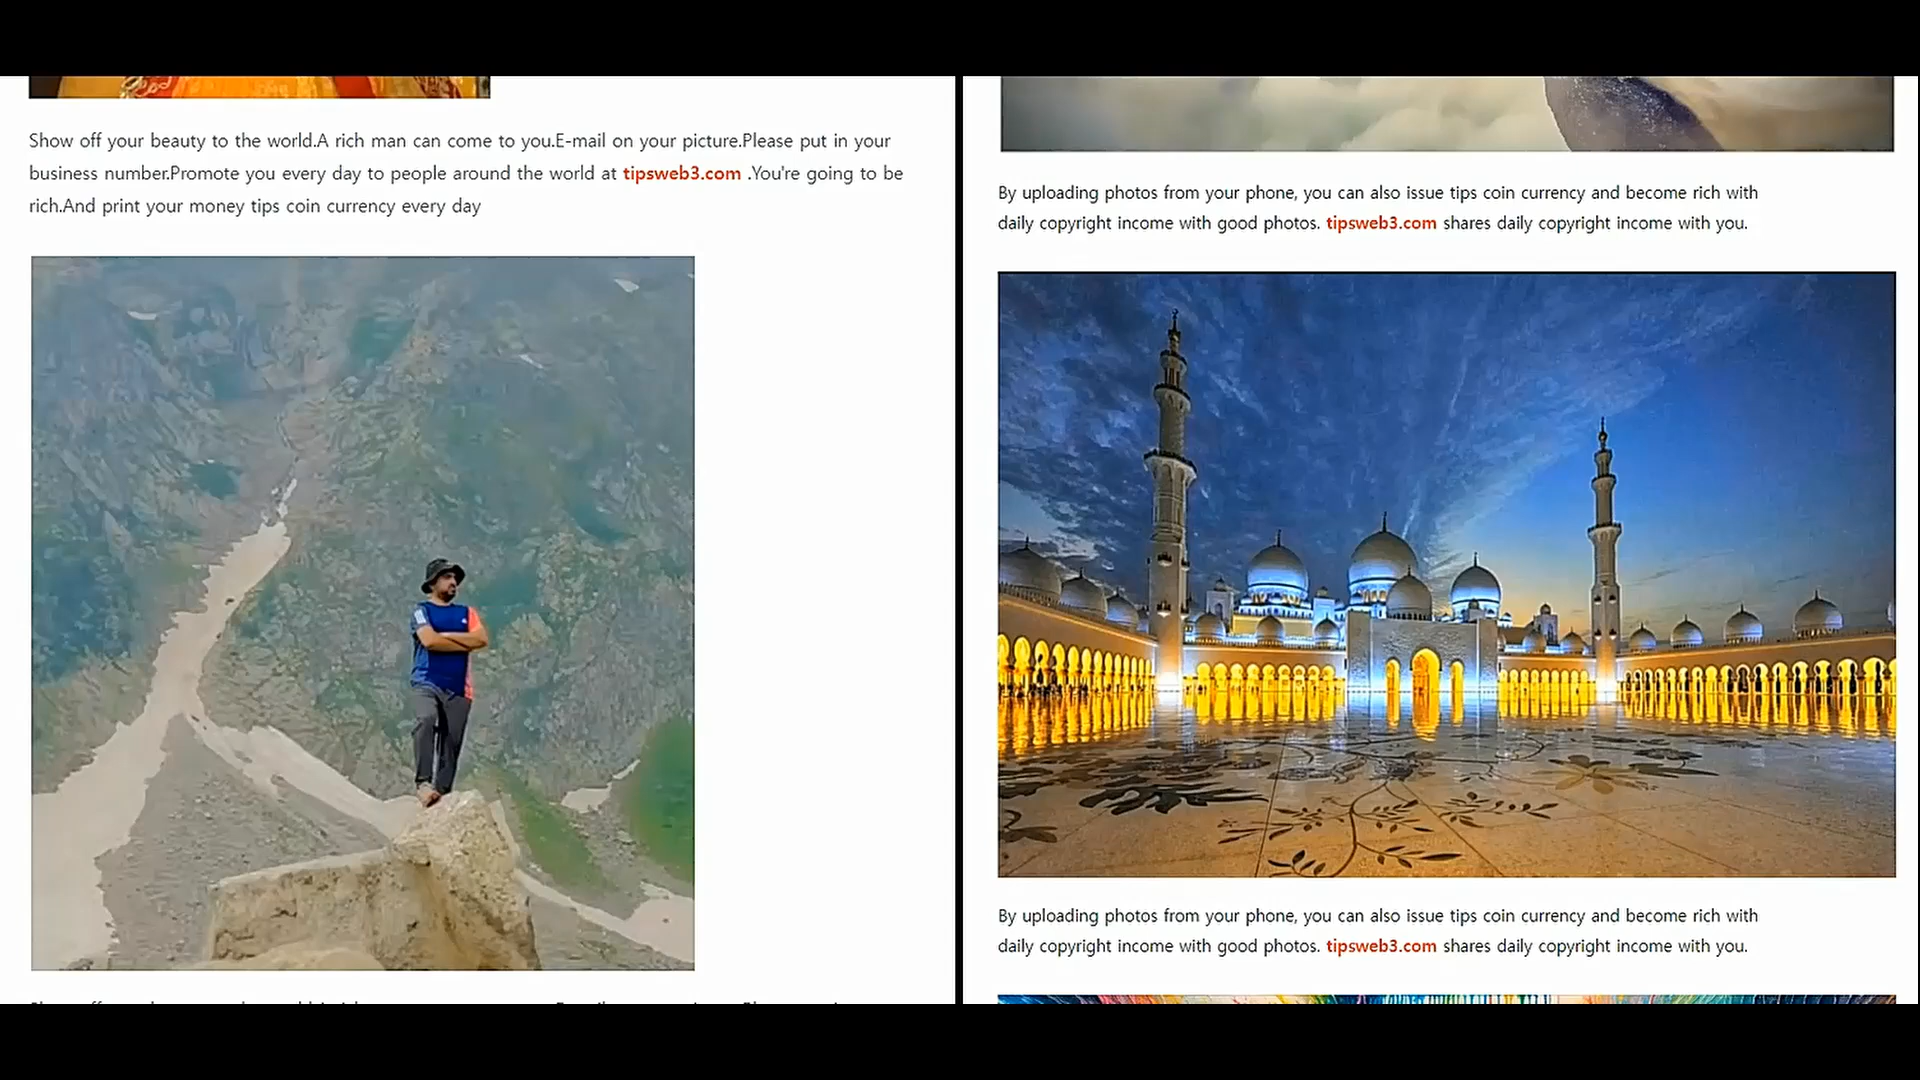 Show off your beauty to the world.A rich man can come to you.E-mail on your picture.Please put in your
business number.Promote you every day to people around the world at tipsweb3.com .You're going to be
rich.And print your money tips coin currency every day
By uploading photos from your phone, you can also issue tips coin currency and become rich with
daily copyright income with good photos. tipsweb3.com shares daily copyright income with you.
By uploading photos from your phone, you can also issue tips coin currency and become rich with
daily copyright income with good photos. tipsweb3.com shares daily copyright income with you.